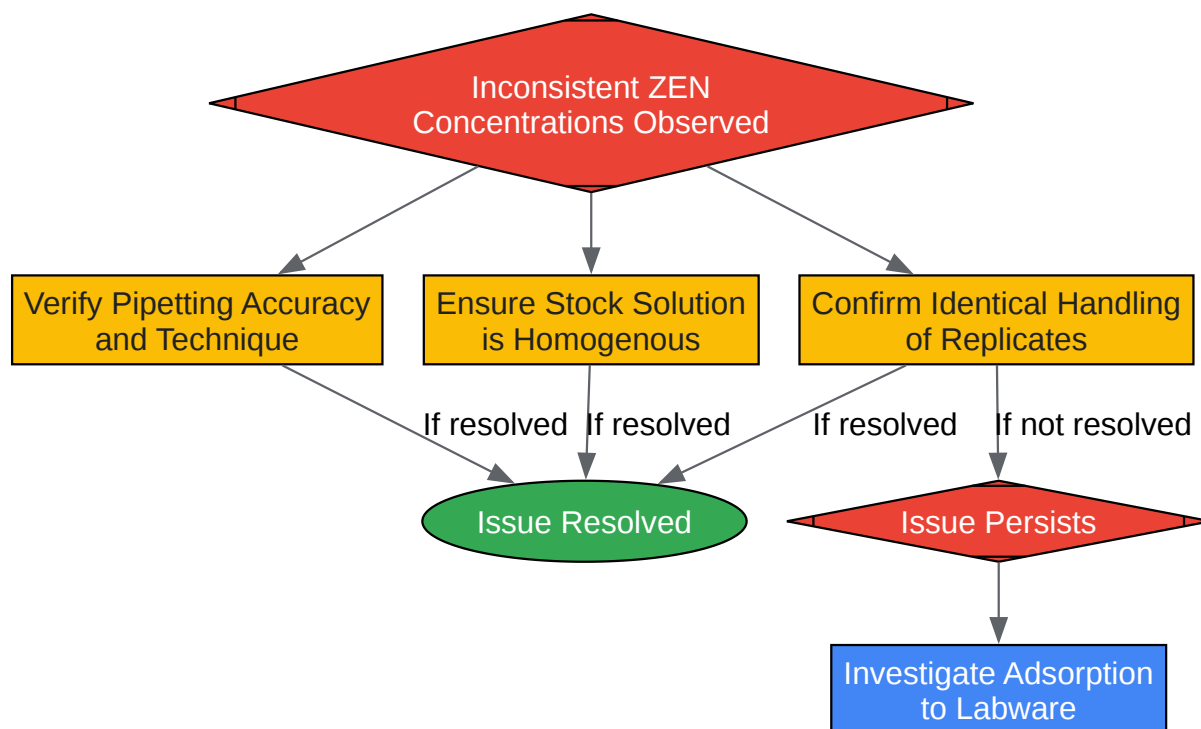 Inconsistent ZEN
Concentrations Observed
Verify Pipetting Accuracy
and Technique
Ensure Stock Solution
is Homogenous
Confirm Identical Handling
of Replicates
If resolved
If resolved
If resolved
If not resolved
Issue Resolved
Issue Persists
Investigate Adsorption
to Labware